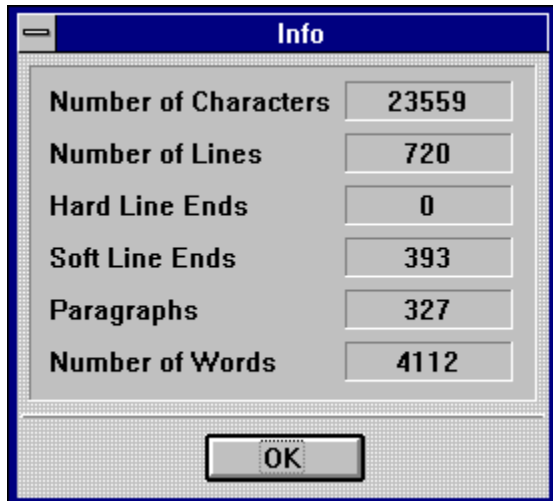 Info
Number of Characters 23559
Number of Lines 720
Hard Line Ends 0
Soft Line Ends 393
Paragraphs 327
Number of Words 4112
OK